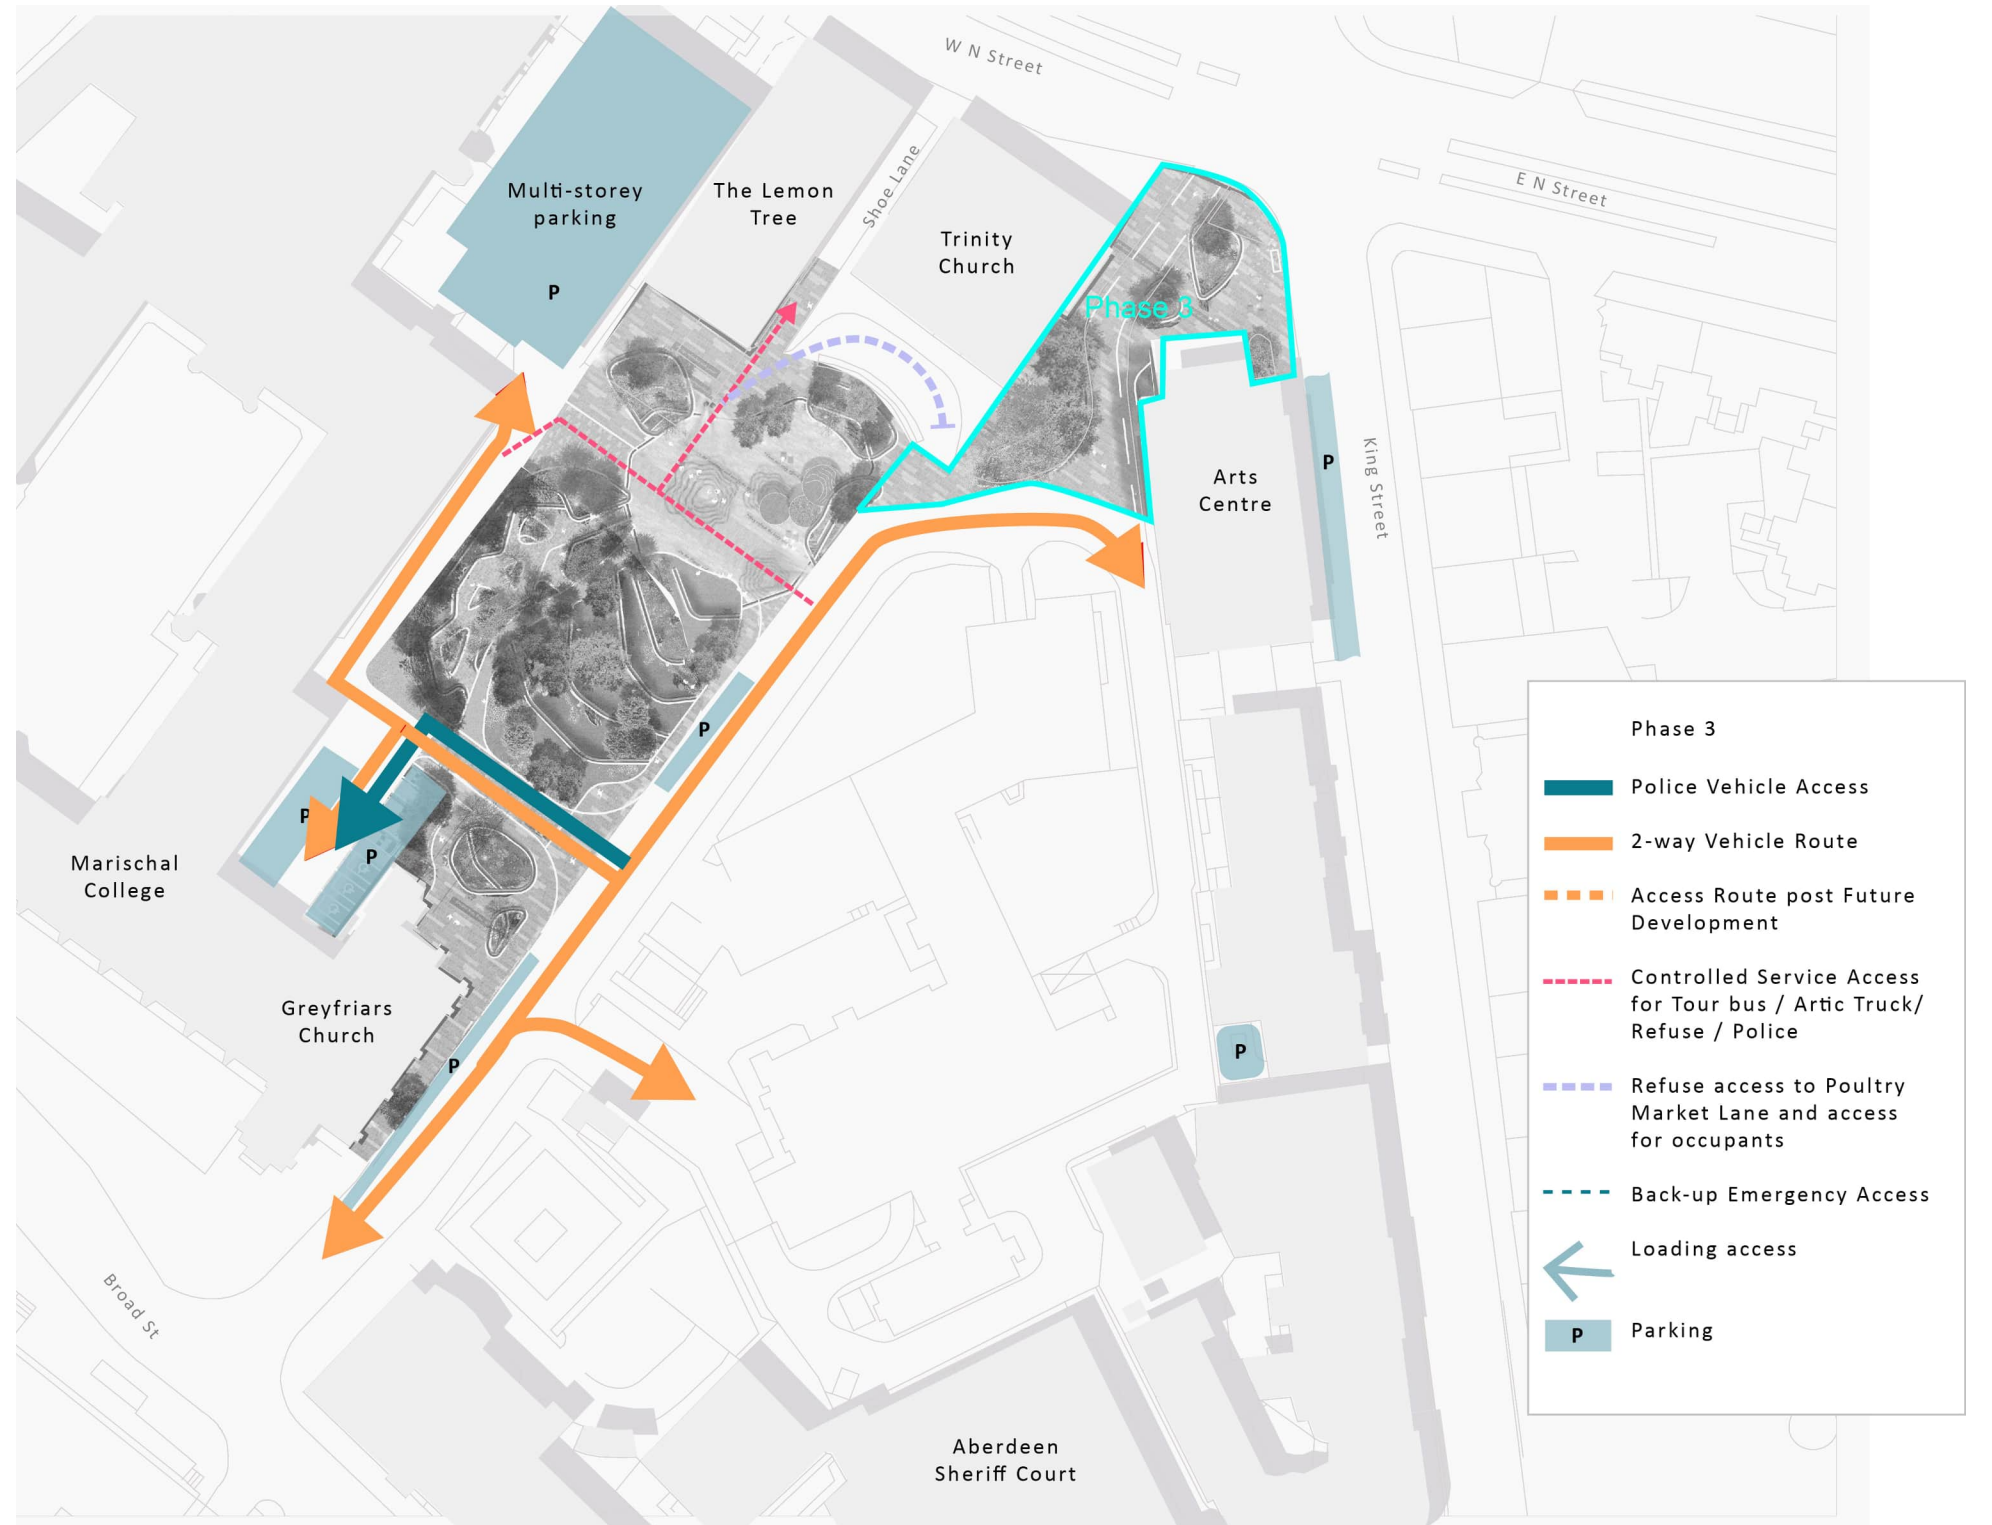 W N Street
E N Street
Multi-storey
parking
P
The Lemon
Tree
Shoe Lane
Trinity
Church
Phase 3
Arts
Centre
P
King Street
P
P
P
Marischal
College
Greyfriars
Church
P
P
Broad St
Aberdeen
Sheriff Court
Phase 3
Police Vehicle Access
2-way Vehicle Route
Access Route post Future
Development
Controlled Service Access
for Tour bus / Artic Truck/
Refuse / Police
Refuse access to Poultry
Market Lane and access
for occupants
Back-up Emergency Access
Loading access
P
Parking